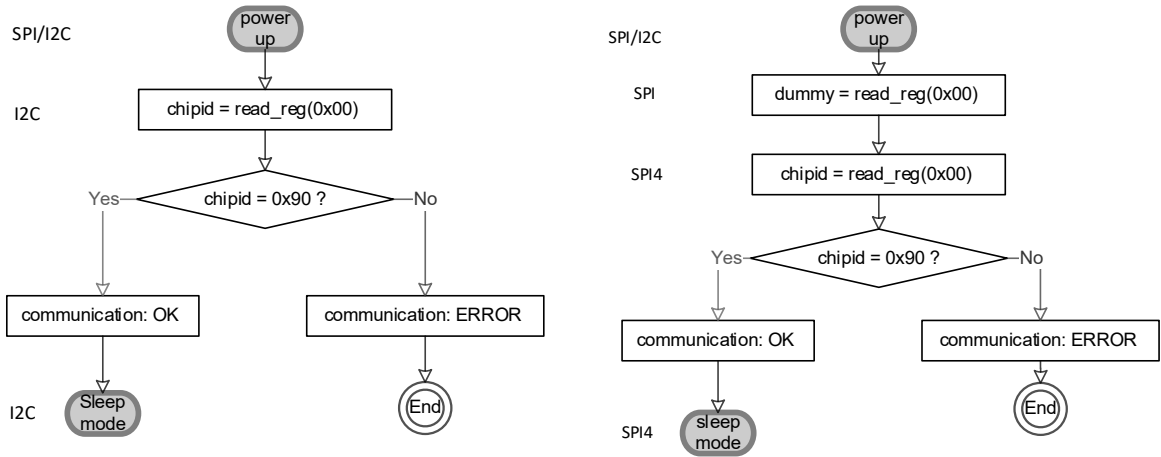 SPI/I2C
power
up
I2C
chipid = read_reg(0x00)
chipid = 0x90 ?
Yes
No
communication: OK
communication: ERROR
I2C
Sleep
mode
End
SPI/I2C
power
up
SPI
dummy = read_reg(0x00)
SPI4
chipid = read_reg(0x00)
chipid = 0x90 ?
Yes
No
communication: OK
communication: ERROR
SPI4
sleep
mode
End